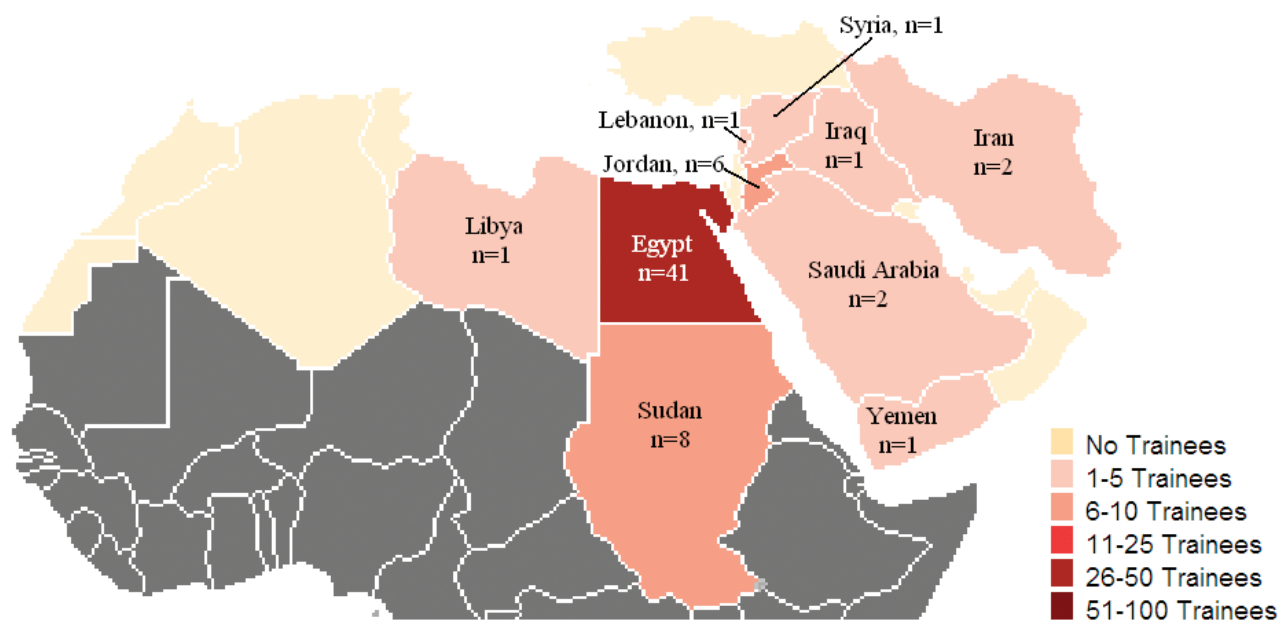 Syria, n=1
Lebanon, n=1
Jordan, n=6
Iraq
n=1
Iran
n=2
Libya
n=1
Egypt
n=41
Saudi Arabia
n=2
Sudan
n=8
Yemen
n=1
No Trainees
1-5 Trainees
6-10 Trainees
11-25 Trainees
26-50 Trainees
51-100 Trainees